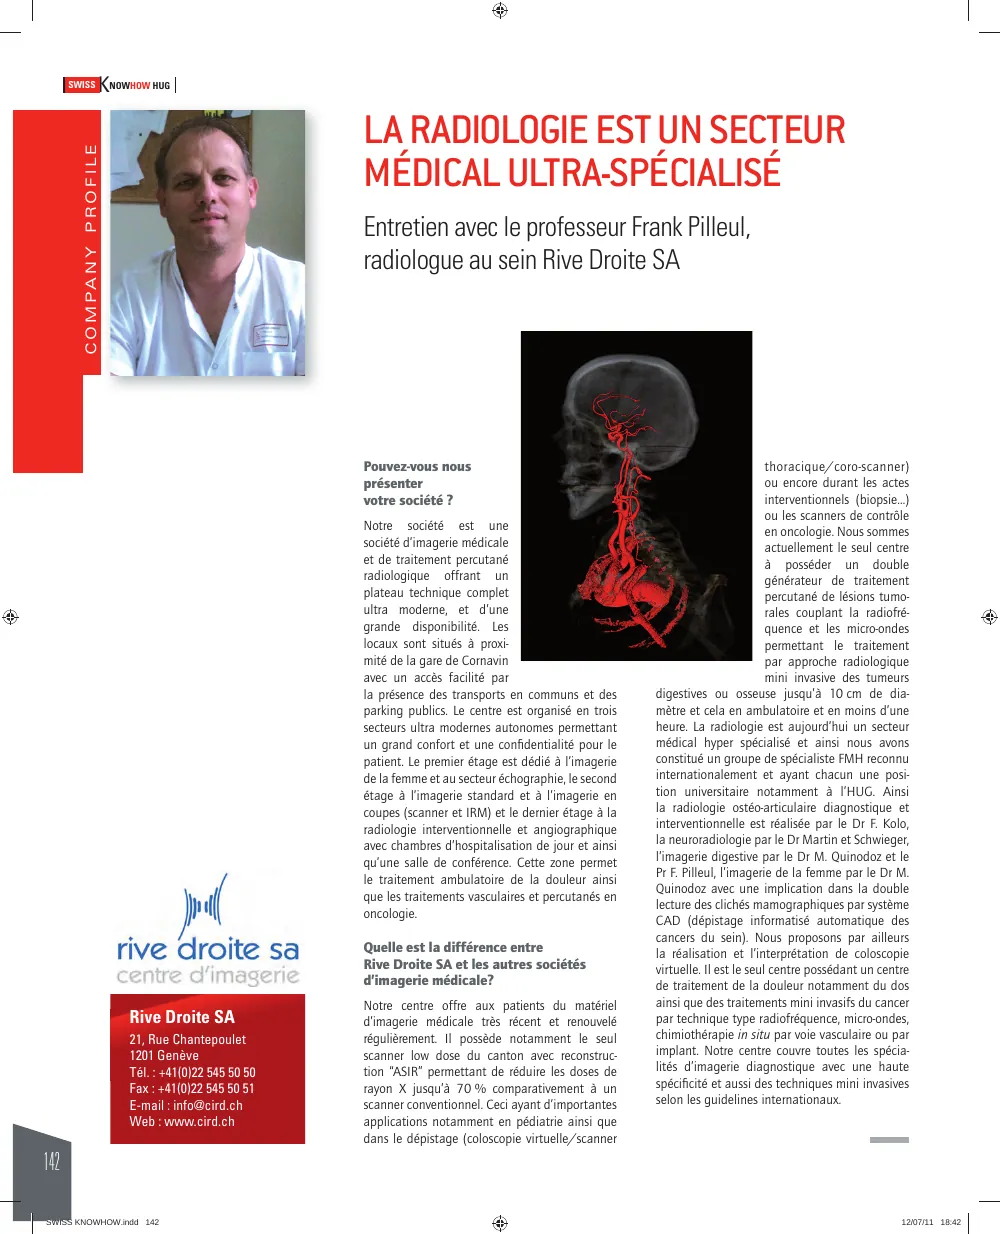 SWISS KNOWHOW HUG
COMPANY PROFILE
LA RADIOLOGIE EST UN SECTEUR
MÉDICAL ULTRA-SPÉCIALISÉ
Entretien avec le professeur Frank Pilleul,
radiologue au sein Rive Droite SA
Pouvez-vous nous
présenter
votre société ?
Notre société est une
société d'imagerie médicale
et de traitement percutané
radiologique offrant un
plateau technique complet
ultra moderne, et d'une
grande disponibilité. Les
locaux sont situés à proxi-
mité de la gare de Cornavin
avec un accès facilité par
la présence des transports en communs et des
parking publics. Le centre est organisé en trois
secteurs ultra modernes autonomes permettant
un grand confort et une confidentialité pour le
patient. Le premier étage est dédié à l'imagerie
de la femme et au secteur échographie, le second
étage à l'imagerie standard et à l'imagerie en
coupes (scanner et IRM) et le dernier étage à la
radiologie interventionnelle et angiographique
avec chambres d'hospitalisation de jour et ainsi
qu'une salle de conférence. Cette zone permet
le traitement ambulatoire de la douleur ainsi
que les traitements vasculaires et percutanés en
oncologie.
Quelle est la différence entre
Rive Droite SA et les autres sociétés
d'imagerie médicale?
Notre centre offre aux patients du matériel
d'imagerie médicale très récent et renouvelé
régulièrement. Il possède notamment le seul
scanner low dose du canton avec reconstruc-
tion "ASIR" permettant de réduire les doses de
rayon X jusqu'à 70 % comparativement à un
scanner conventionel. Ceci ayant d'importantes
applications notamment en pédiatrie ainsi que
dans le dépistage (coloscopie virtuelle/scanner
thoracique/coro-scanner)
ou encore durant les actes
interventionnels (biopsie...)
ou les scanners de contrôle
en oncologie. Nous sommes
actuellement le seul centre
à posséder un double
générateur de traitement
percutané de lésions tumo-
rales couplant la radiofré-
quence et les micro-ondes
permettant le traitement
par approche radiologique
mini invasive des tumeurs
digestives ou osseuse jusqu'à 10 cm de dia-
mètre et cela en ambulatoire et en moins d'une
heure. La radiologie est aujourd'hui un secteur
médical hyper spécialisé et ainsi nous avons
constitué un groupe de spécialiste FMH reconnu
internationalement et ayant chacun une posi-
tion universitaire notamment à l'HUG. Ainsi
la radiologie ostéo-articulaire diagnostique et
interventionnelle est réalisée par le Dr F. Kolo,
la neuroradiologie par le Dr Martin et Schwieger,
l'imagerie digestive par le Dr M. Quinodoz et le
Pr F. Pilleul, l'imagerie de la femme par le Dr M.
Quinodoz avec une implication dans la double
lecture des clichés mamographiques par système
CAD (dépistage informatisé automatique des
cancers du sein). Nous proposons par ailleurs
la réalisation et l'interprétation de coloscopie
virtuelle. Il est le seul centre possédant un centre
de traitement de la douleur notamment du dos
ainsi que des traitements mini invasifs du cancer
par technique type radiofréquence, micro-ondes,
chimiothérapie in situ par voie vasculaire ou par
implant. Notre centre couvre toutes les spécia-
lités d'imagerie diagnostique avec une haute
spécificité et aussi des techniques mini invasives
selon les guidelines internationaux.
rive droite sa
centre d'imagerie
Rive Droite SA
21, Rue Chantepoulet
1201 Genève
Tél. : +41(0)22 545 50 50
Fax : +41(0)22 545 50 51
E-mail : info@cird.ch
Web : www.cird.ch
142
SWISS KNOWHOW.indd 142
12/07/11 18:42